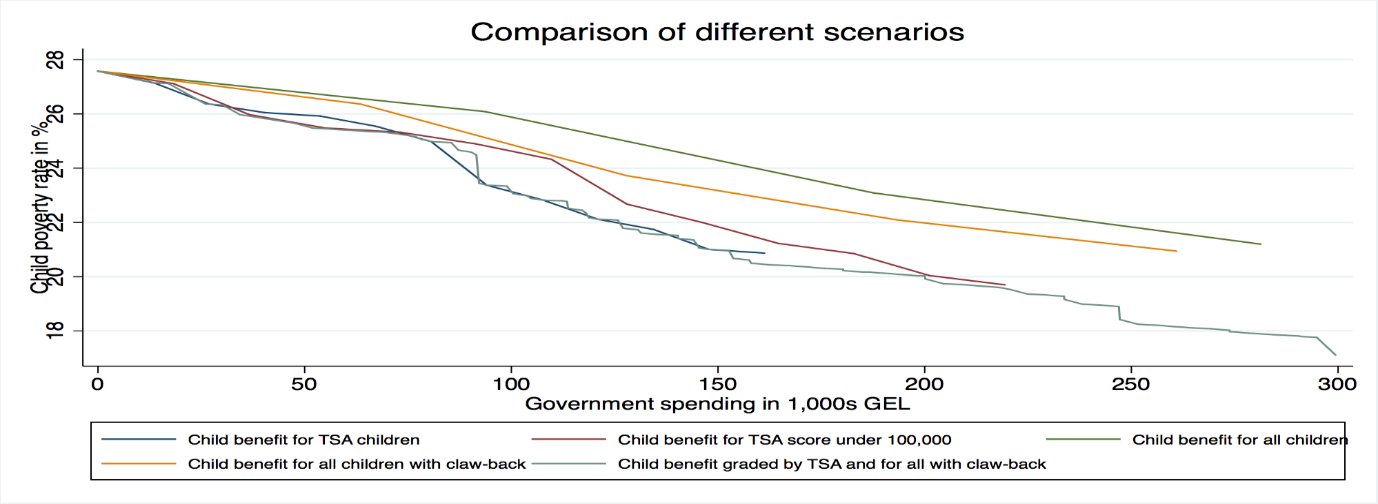 Comparison of different scenarios
Child poverty rate in %
28
26
24
22
20
18
0 50 100 150 200 250 300
Government spending in 1,000s GEL
Child benefit for TSA children Child benefit for TSA score under 100,000 Child benefit for all children
Child benefit for all children with claw-back Child benefit graded by TSA and for all with claw-back